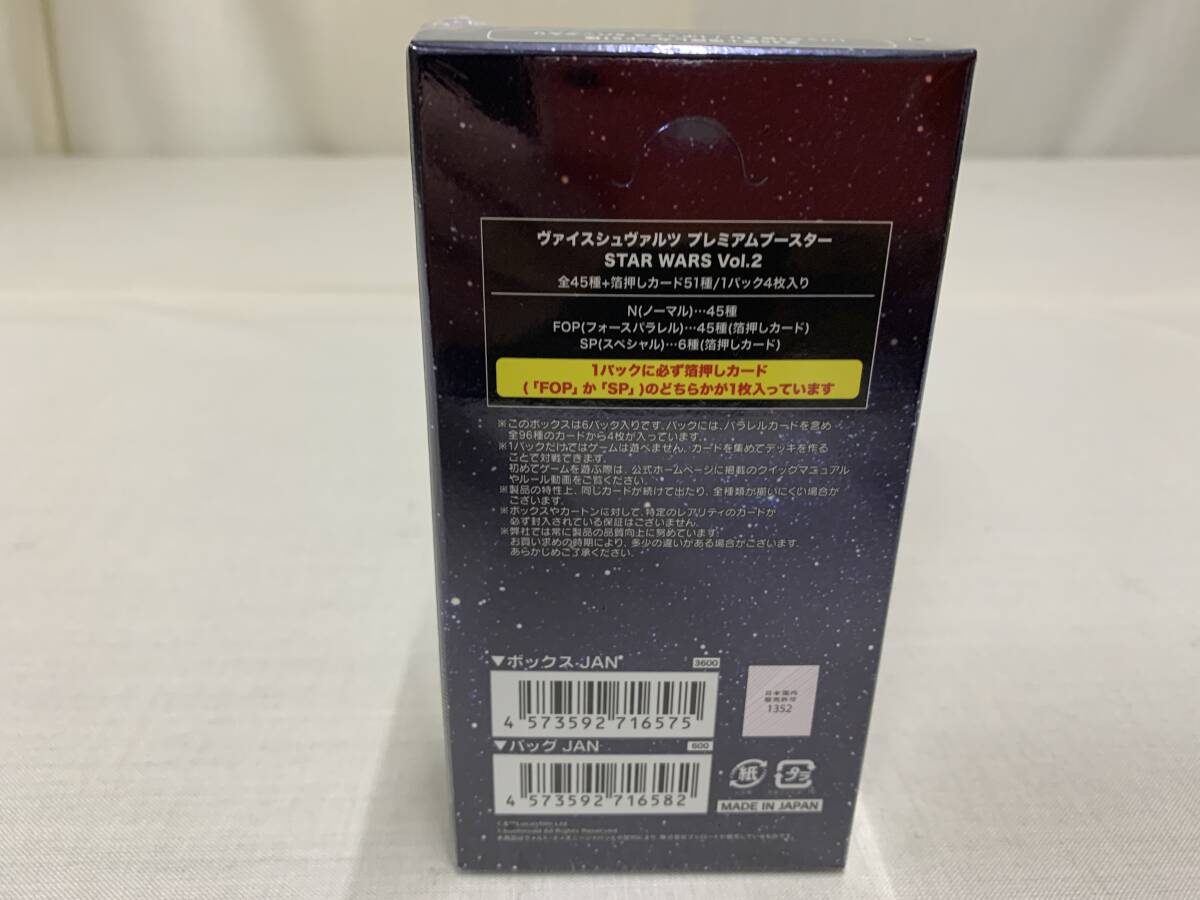 ヴァイスシュヴァルツ プレミアムブースター
STAR WARS Vol.2
全45種+箔押しカード51種/1パック4枚入り
N(ノーマル)…45種
FOP(フォースパラレル)…45種(箔押しカード)
SP(スペシャル)…6種(箔押しカード)
1パックに必ず箔押しカード
(「FOP」か「SP」)のどちらかが1枚入っています
※このボックスは6パック入りです。パックには、パラレルカードを含め
全96種のカードから4枚が入っています。
※1パックだけではゲームは遊べません。カードを集めてデッキを作る
ことで対戦できます。
初めてゲームを遊ぶ際は、公式ホームページに掲載のクイックマニュアル
やルール動画をご覧ください。
※製品の特性上、同じカードが続けて出たり、全種類が揃いにくい場合が
ございます。
※ボックスやカートンに対して、特定のレアリティのカードが
必ず封入されている保証はございません。
※弊社では常に製品の品質向上に努めています。
お買い求めの時期により、多少の違いがある場合がございます。
あらかじめご了承ください。
▼ボックス JAN 3600
4 573592 716575
▼パック JAN 600
4 573592 716582
日本国内
販売許可
1352
紙 プラ
MADE IN JAPAN
©&™Lucasfilm Ltd.
©bushiroad All Rights Reserved.